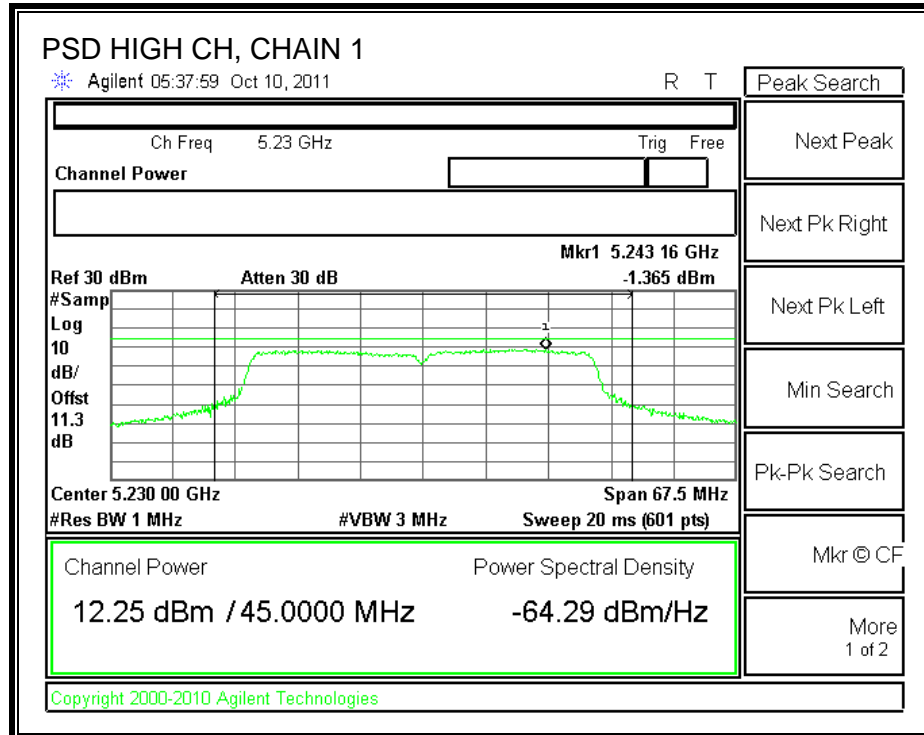 PSD HIGH CH, CHAIN 1
Agilent 05:37:59 Oct 10, 2011 R T
Peak Search
Ch Freq 5.23 GHz Trig Free
Channel Power
Mkr1 5.243 16 GHz
Ref 30 dBm Atten 30 dB -1.365 dBm
#Samp
Log
10
dB/
Offst
11.3
dB
1
Center 5.230 00 GHz Span 67.5 MHz
#Res BW 1 MHz #VBW 3 MHz Sweep 20 ms (601 pts)
Channel Power Power Spectral Density
12.25 dBm / 45.0000 MHz -64.29 dBm/Hz
Next Peak
Next Pk Right
Next Pk Left
Min Search
Pk-Pk Search
Mkr © CF
More
1 of 2
Copyright 2000-2010 Agilent Technologies